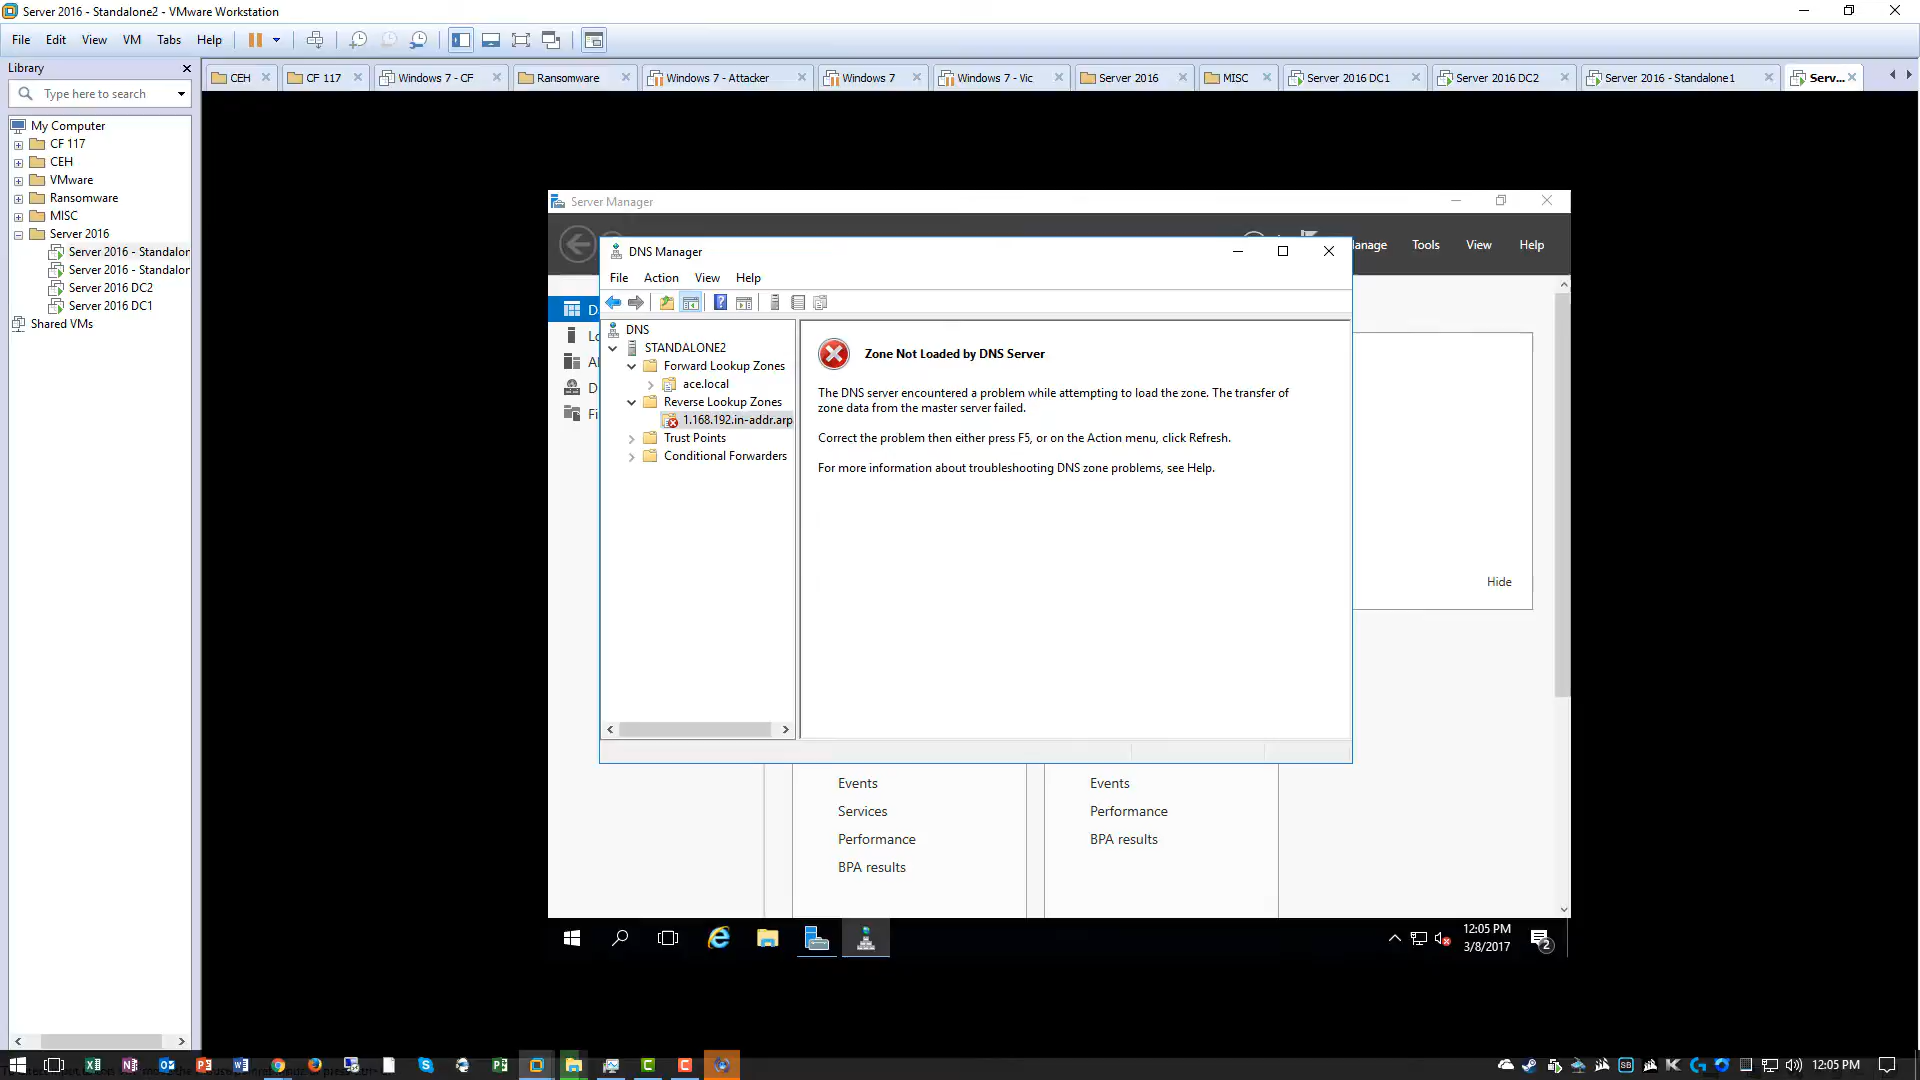 Server 2016 - Standalone2 - VMware Workstation
File Edit View VM Tabs Help
Library
CEH CF 117 Windows 7 - CF Ransomware Windows 7 - Attacker Windows 7 Windows 7 - Vic Server 2016 MISC Server 2016 DC1 Server 2016 DC2 Server 2016 - Standalone1 Serv...
Type here to search
My Computer
CF 117
CEH
VMware
Ransomware
MISC
Server 2016
Server 2016 - Standalor
Server 2016 - Standalor
Server 2016 DC2
Server 2016 DC1
Shared VMs
Server Manager
anage Tools View Help
DNS Manager
File Action View Help
DNS
STANDALONE2
Forward Lookup Zones
ace.local
Reverse Lookup Zones
1.168.192.in-addr.arp
Trust Points
Conditional Forwarders
D
Lo
Al
D
Fi
Zone Not Loaded by DNS Server
The DNS server encountered a problem while attempting to load the zone. The transfer of
zone data from the master server failed.
Correct the problem then either press F5, or on the Action menu, click Refresh.
For more information about troubleshooting DNS zone problems, see Help.
Hide
Events
Services
Performance
BPA results
Events
Performance
BPA results
12:05 PM
3/8/2017
2
12:05 PM